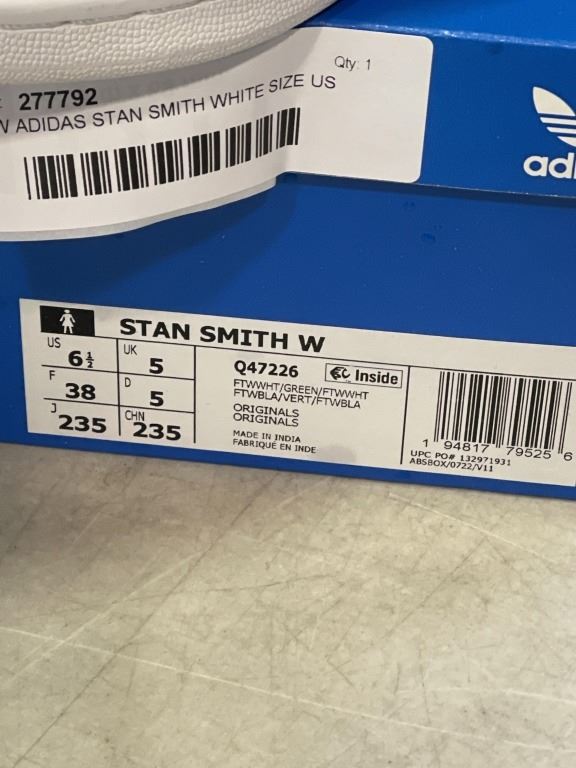 Qty: 1
277792
ADIDAS STAN SMITH WHITE SIZE US
STAN SMITH W
US 6½ UK 5
F 38 D 5
J 235 CHN 235
Q47226 Inside
FTWWHT/GREEN/FTWWHT
FTWBLA/VERT/FTWBLA
ORIGINALS
ORIGINALS
MADE IN INDIA
FABRIQUÉ EN INDE
1 94817 79525 6
UPC PO# 132971931
ABSBOX/0722/V11